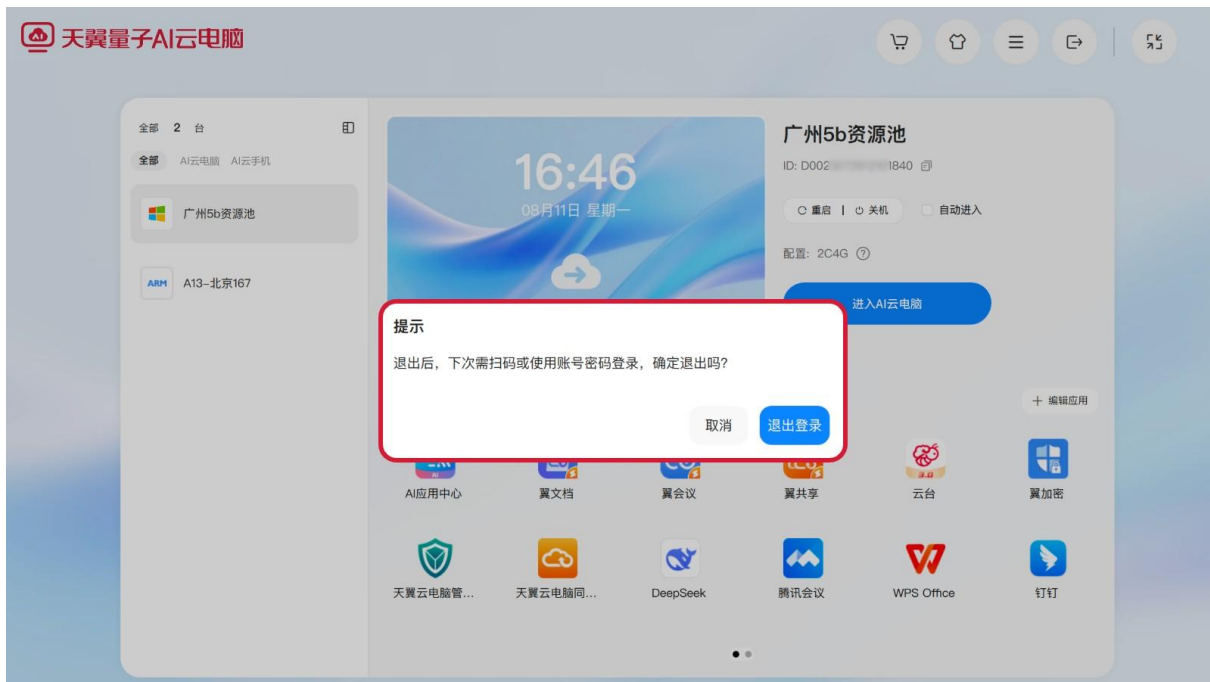 天翼量子AI云电脑
全部 2 台
全部 AI云电脑 AI云手机
广州5b资源池
ARM A13-北京167
16:46
08月11日 星期一
广州5b资源池
ID: D002 1840
重启 | 关机 自动进入
配置: 2C4G ?
进入AI云电脑
提示
退出后，下次需扫码或使用账号密码登录，确定退出吗?
取消 退出登录
+ 编辑应用
AI
3.0
AI应用中心 翼文档 翼会议 翼共享 云台 翼加密
天翼云电脑管... 天翼云电脑同... DeepSeek 腾讯会议 WPS Office 钉钉